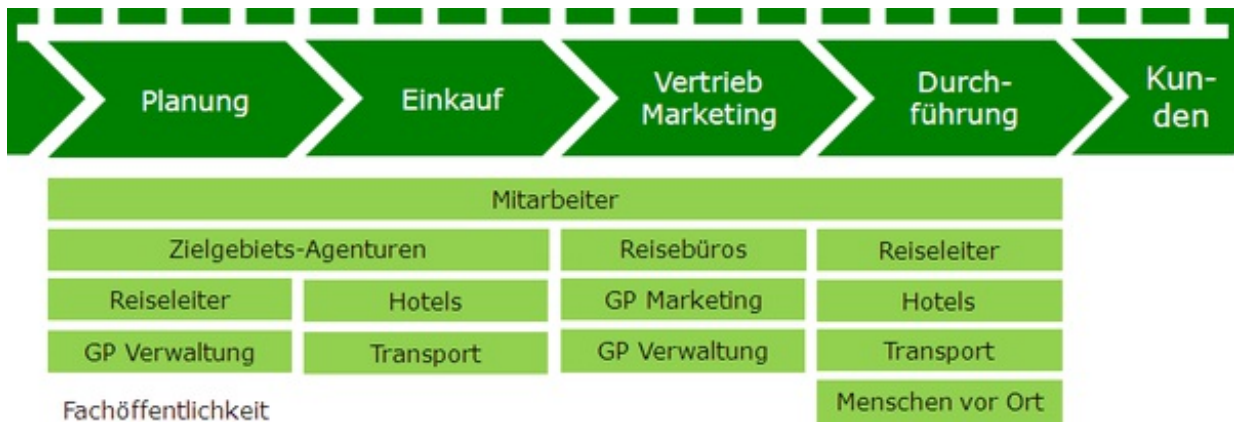 Planung
Einkauf
Vertrieb
Marketing
Durch-
führung
Kun-
den
Mitarbeiter
Zielgebiets-Agenturen
Reisebüros
Reiseleiter
Reiseleiter
Hotels
GP Marketing
Hotels
GP Verwaltung
Transport
GP Verwaltung
Transport
Menschen vor Ort
Fachöffentlichkeit